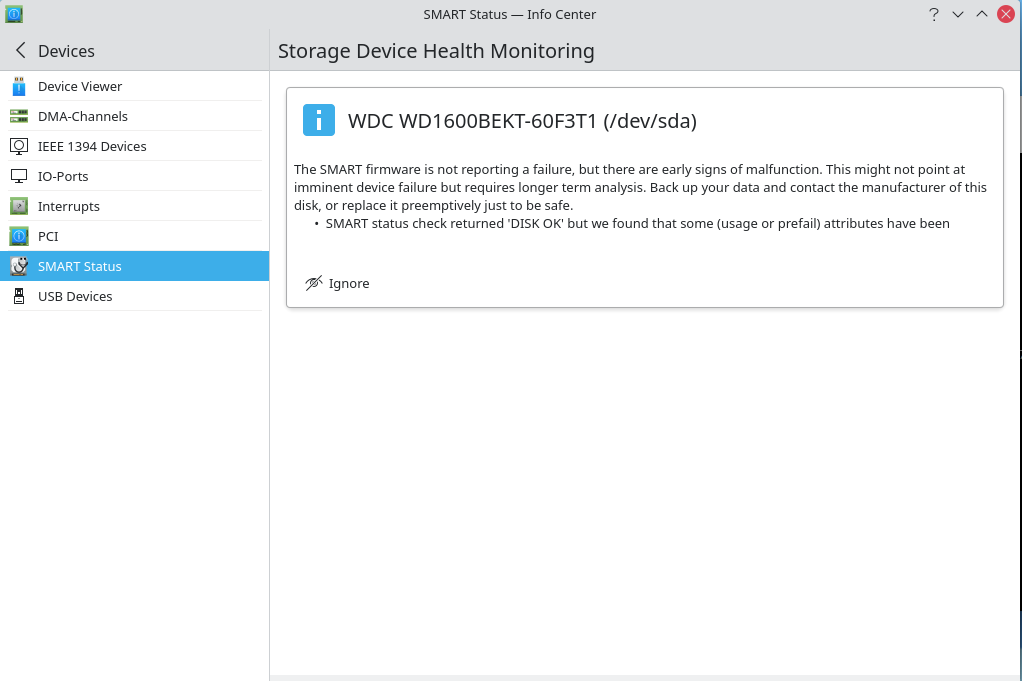 SMART Status — Info Center
Devices
Storage Device Health Monitoring
Device Viewer
DMA-Channels
IEEE 1394 Devices
IO-Ports
Interrupts
PCI
SMART Status
USB Devices
WDC WD1600BEKT-60F3T1 (/dev/sda)
The SMART firmware is not reporting a failure, but there are early signs of malfunction. This might not point at
imminent device failure but requires longer term analysis. Back up your data and contact the manufacturer of this
disk, or replace it preemptively just to be safe.
• SMART status check returned 'DISK OK' but we found that some (usage or prefail) attributes have been
Ignore